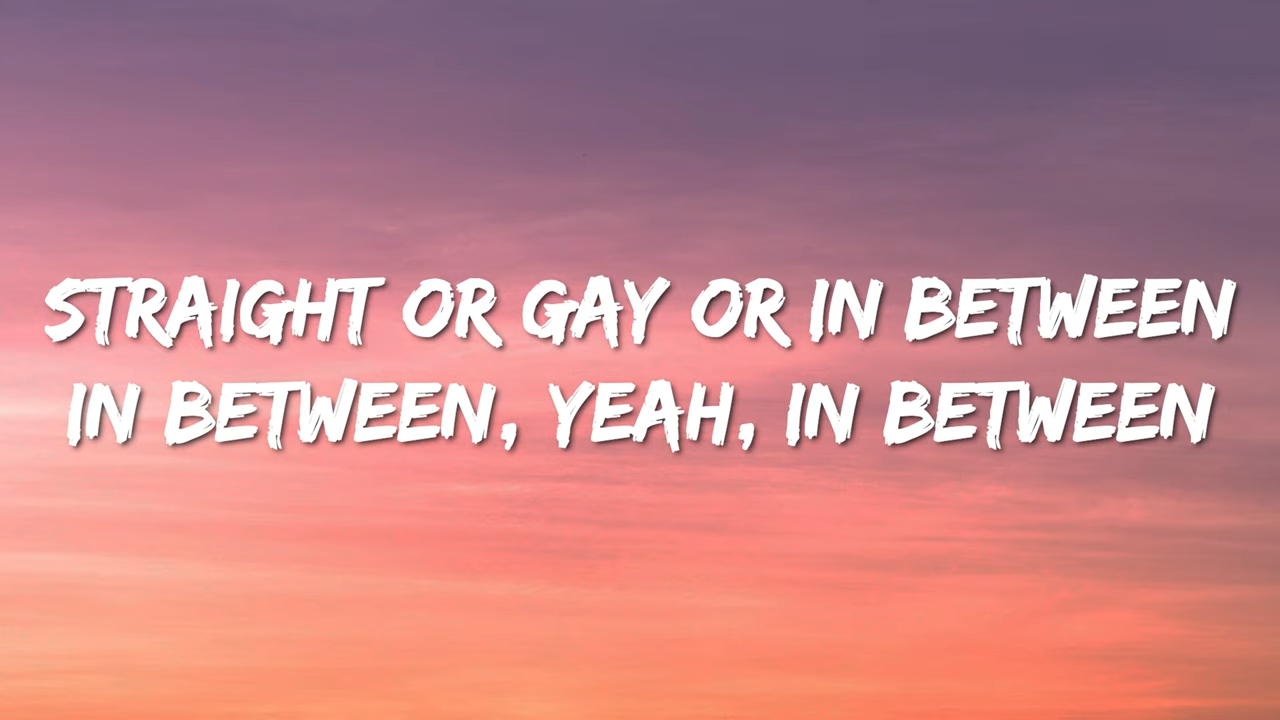 STRAIGHT OR GAY OR IN BETWEEN
IN BETWEEN, YEAH, IN BETWEEN